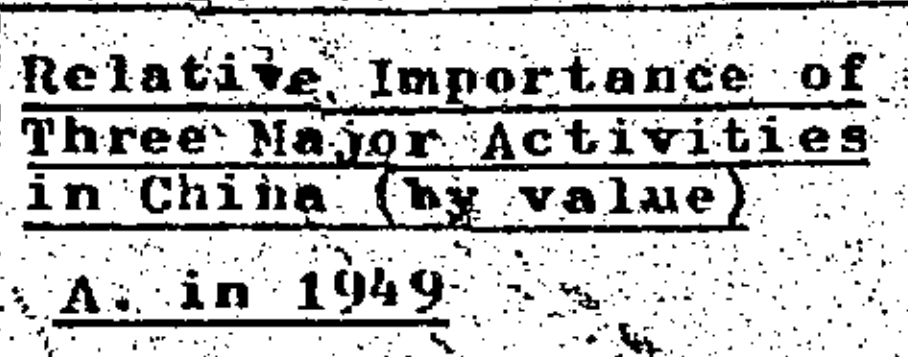 Relative Importance of
Three Major Activities
in China (by value)
A. in 1949